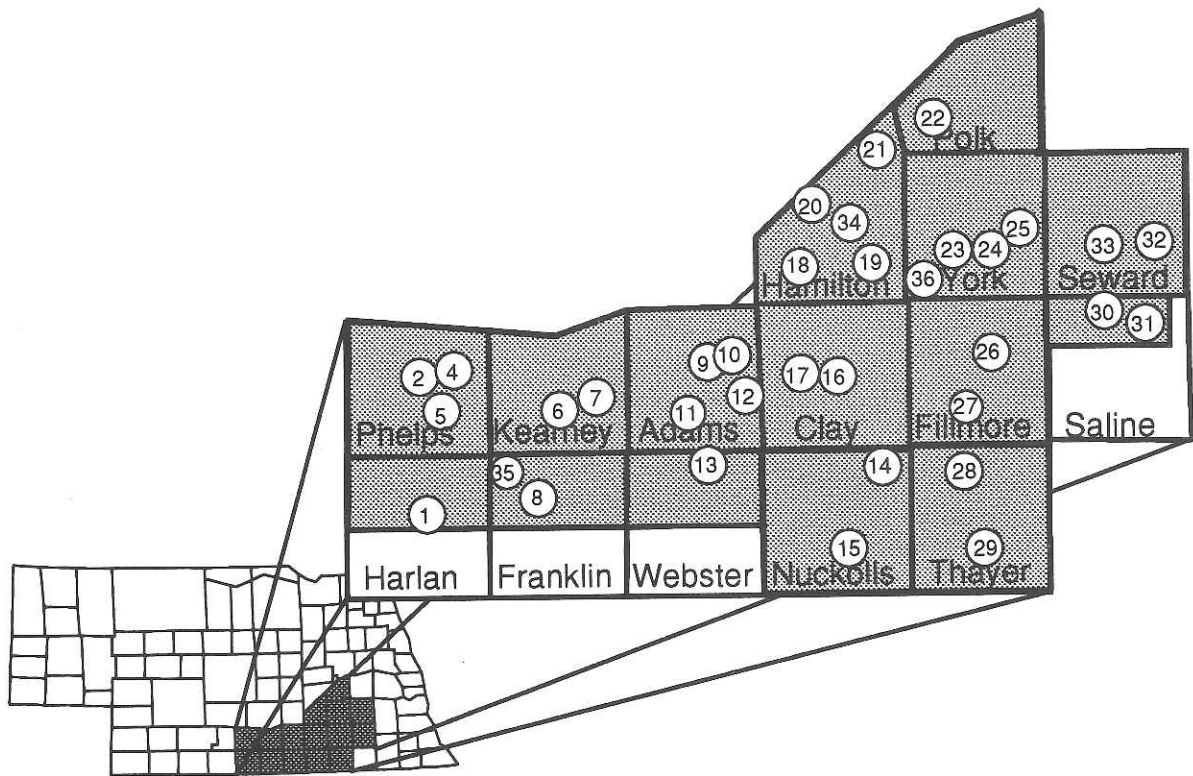 22
Polk
21
20
34
25
23
24
33
32
18
19
36
Hamilton
York
Seward
30
31
26
9
10
2
4
17
16
7
12
5
6
11
27
Phelps
Kearney
Adams
Clay
Fillmore
Saline
13
14
28
35
8
1
15
29
Harlan
Franklin
Webster
Nuckolls
Thayer